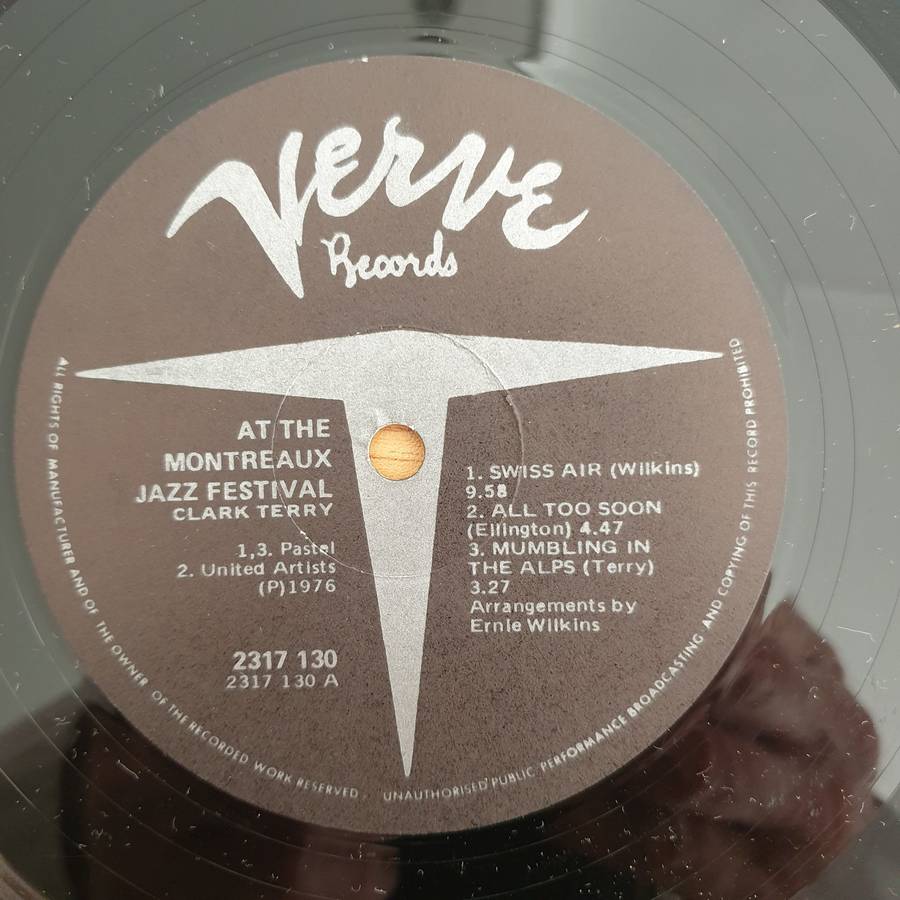 Verve
Records
AT THE
MONTREAUX
JAZZ FESTIVAL
CLARK TERRY
1,3. Pastel
2. United Artists
(P)1976
2317 130
2317 130 A
1. SWISS AIR (Wilkins)
9.58
2. ALL TOO SOON
(Ellington) 4.47
3. MUMBLING IN
THE ALPS (Terry)
3.27
Arrangements by
Ernie Wilkins
ALL RIGHTS OF MANUFACTURER AND OF THE OWNER OF THE RECORDED WORK RESERVED. UNAUTHORISED PUBLIC PERFORMANCE BROADCASTING AND COPYING OF THIS RECORD PROHIBITED